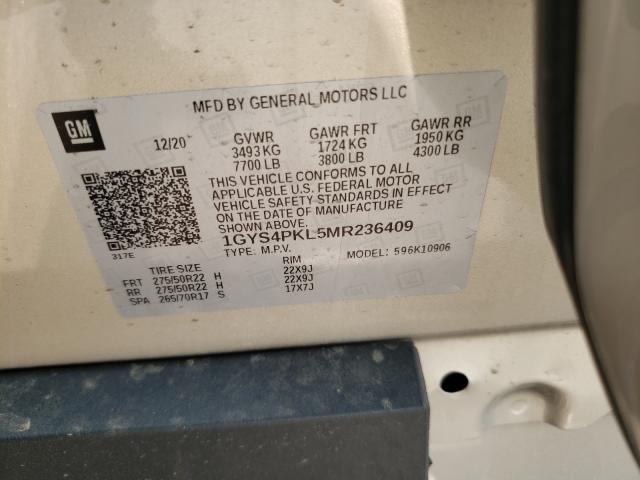 MFD BY GENERAL MOTORS LLC
GM
12/20 GVWR GAWR FRT GAWR RR
3493 KG 1724 KG 1950 KG
7700 LB 3800 LB 4300 LB
THIS VEHICLE CONFORMS TO ALL
APPLICABLE U.S. FEDERAL MOTOR
VEHICLE SAFETY STANDARDS IN EFFECT
ON THE DATE OF MANUFACTURE
SHOWN ABOVE.
317E
1GYS4PKL5MR236409
TYPE: M.P.V. MODEL: 596K10906
TIRE SIZE RIM
FRT 275/50R22 H 22X9J
RR 275/50R22 H 22X9J
SPA 265/70R17 S 17X7J